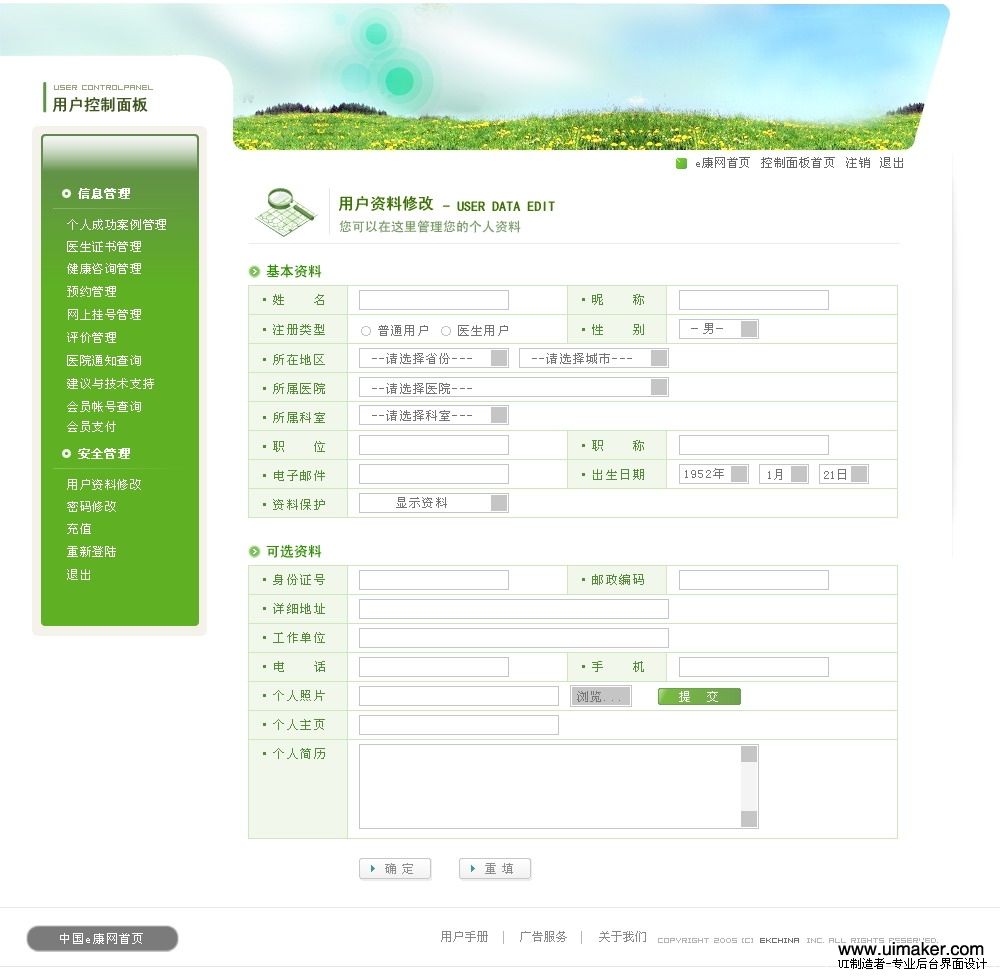 USER CONTROLPANEL
用户控制面板
e康网首页 控制面板首页 注销 退出
信息管理
个人成功案例管理
医生证书管理
健康咨询管理
预约管理
网上挂号管理
评价管理
医院通知查询
建议与技术支持
会员帐号查询
会员支付
安全管理
用户资料修改
密码修改
充值
重新登陆
退出
用户资料修改 - USER DATA EDIT
您可以在这里管理您的个人资料
基本资料
姓 名 昵 称
注册类型 普通用户 医生用户 性 别 -男-
所在地区 --请选择省份--- --请选择城市---
所属医院 --请选择医院---
所属科室 --请选择科室---
职 位 职 称
电子邮件 出生日期 1952年 1月 21日
资料保护 显示资料
可选资料
身份证号 邮政编码
详细地址
工作单位
电 话 手 机
个人照片 浏览... 提 交
个人主页
个人简历
确 定 重 填
中国e康网首页
用户手册 | 广告服务 | 关于我们 COPYRIGHT 2005 (C) EKCHINA INC. ALL RIGHTS RESERVED.
www.uimaker.com
UI制造者-专业后台界面设计